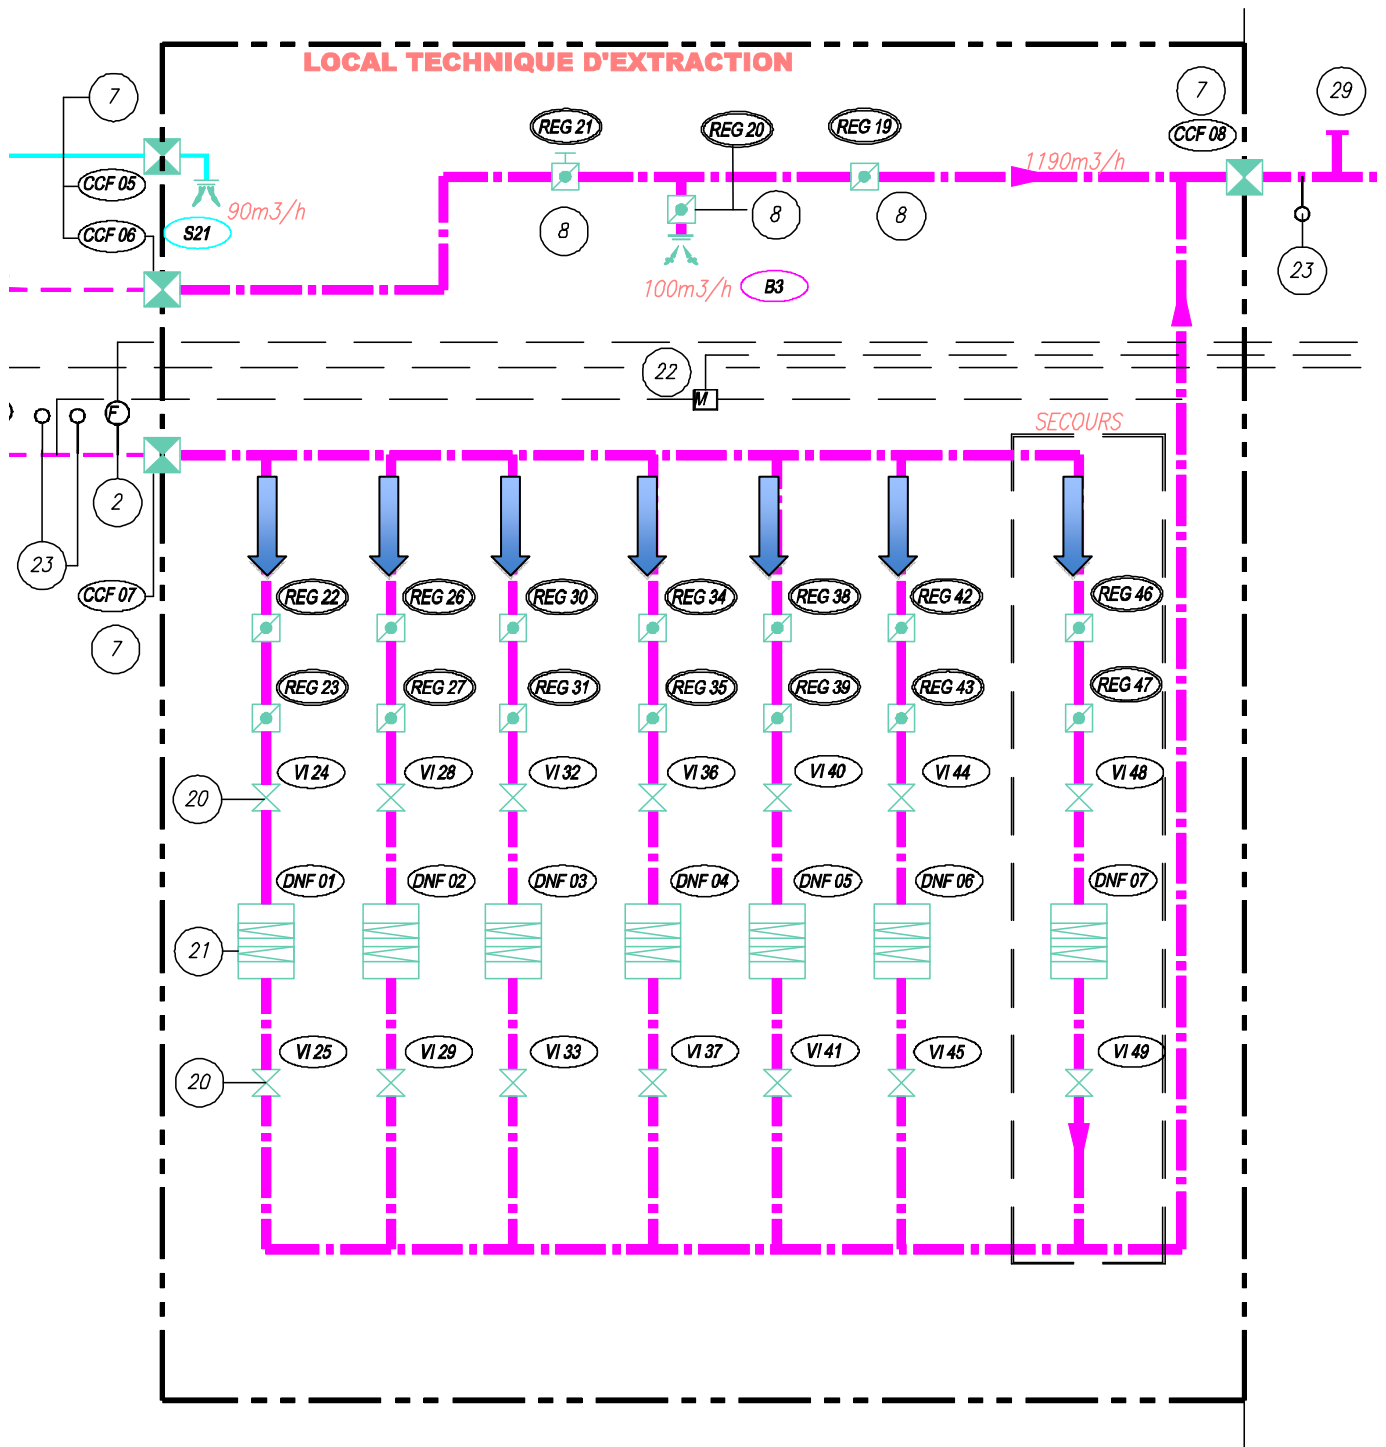 LOCAL TECHNIQUE D'EXTRACTION
7
7
29
REG 21
REG 20
REG 19
CCF 08
1190m3/h
CCF 05
90m3/h
8
8
8
CCF 06
S21
23
100m3/h
B3
22
M
F
SECOURS
2
23
CCF 07
7
REG 22
REG 26
REG 30
REG 34
REG 38
REG 42
REG 46
REG 23
REG 27
REG 31
REG 35
REG 39
REG 43
REG 47
VI 24
VI 28
VI 32
VI 36
VI 40
VI 44
VI 48
20
DNF 01
DNF 02
DNF 03
DNF 04
DNF 05
DNF 06
DNF 07
21
VI 25
VI 29
VI 33
VI 37
VI 41
VI 45
VI 49
20